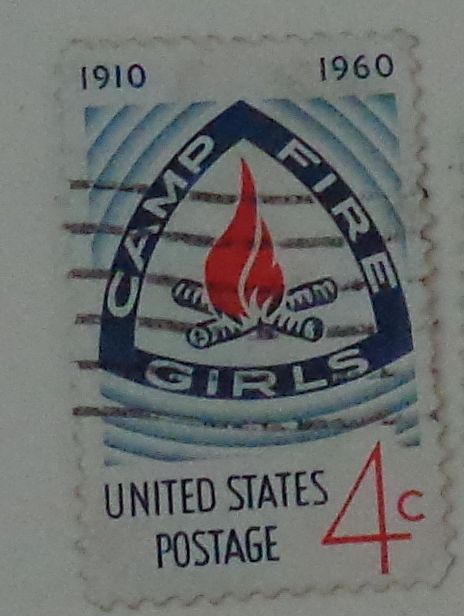 1910 1960
CAMP FIRE
GIRLS
UNITED STATES
POSTAGE
4c